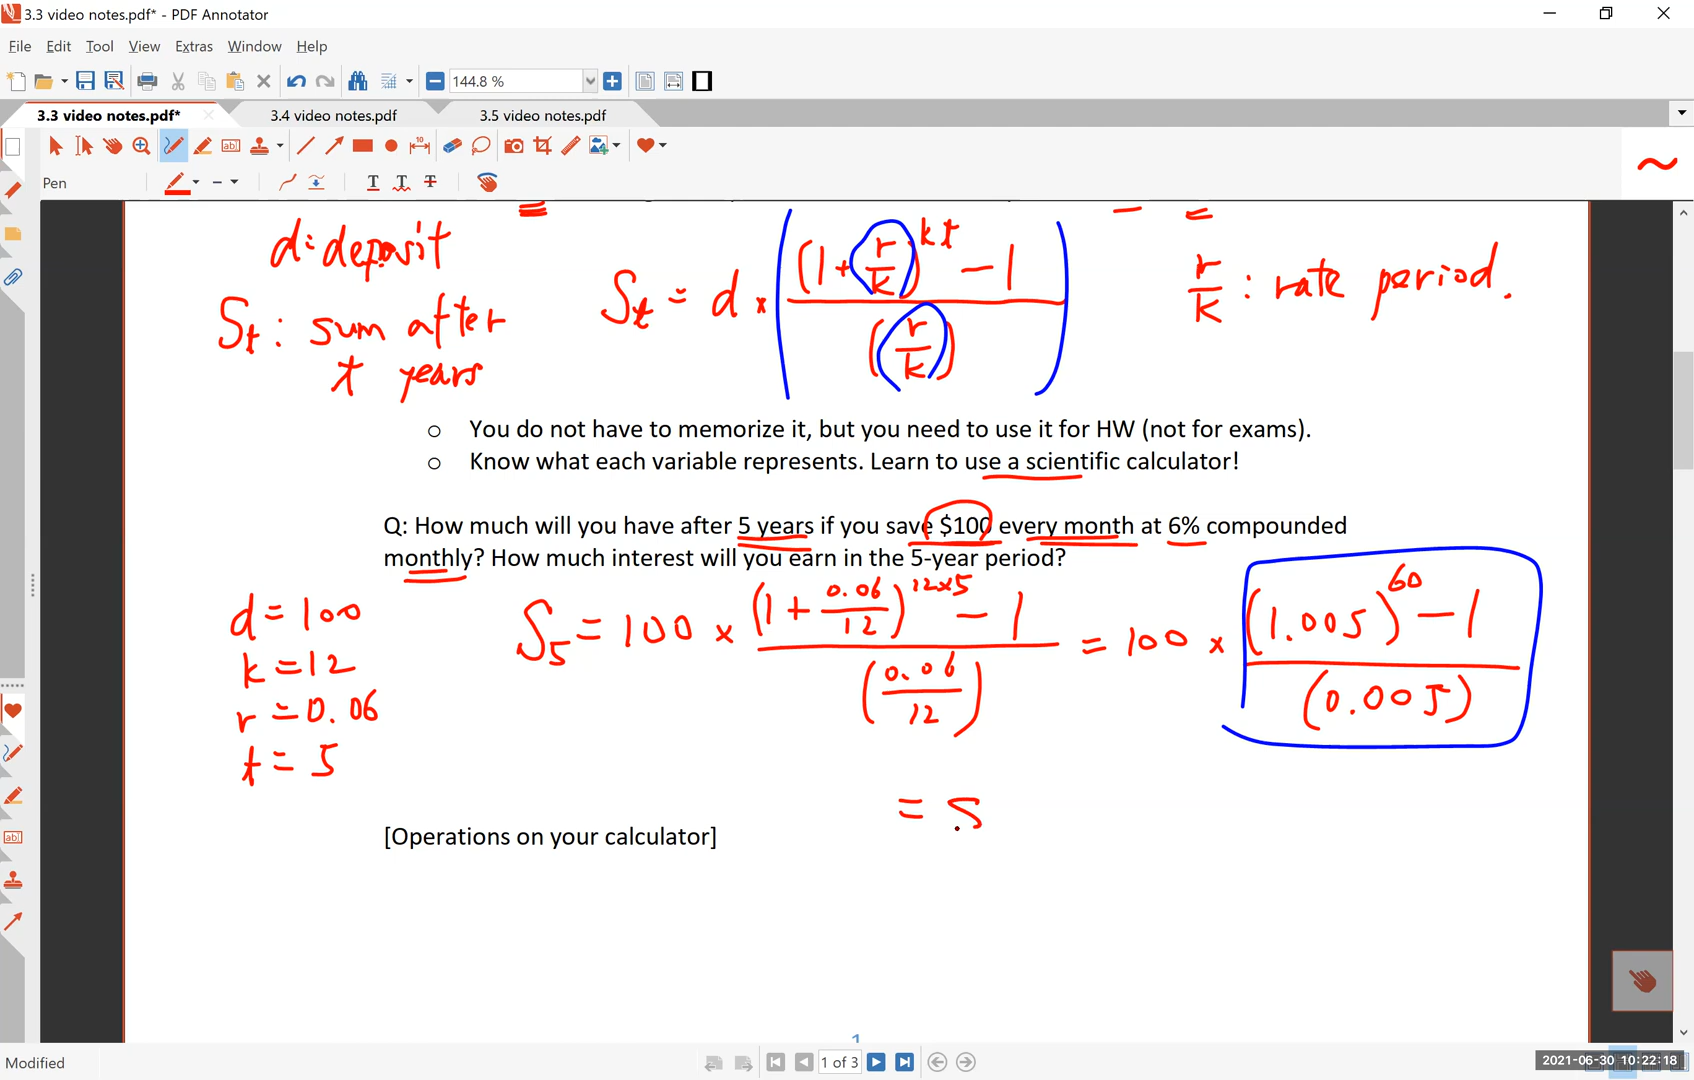 3.3 video notes.pdf* - PDF Annotator
File Edit Tool View Extras Window Help
144.8 %
3.3 video notes.pdf* 3.4 video notes.pdf 3.5 video notes.pdf
Pen
d: deposit
S_t : sum after
t years
S_t = d × ( ((1 + r/k)^{kt} - 1) / (r/k) )
r/k : rate period.
o You do not have to memorize it, but you need to use it for HW (not for exams).
o Know what each variable represents. Learn to use a scientific calculator!
Q: How much will you have after 5 years if you save $100 every month at 6% compounded
monthly? How much interest will you earn in the 5-year period?
d = 100
k = 12
r = 0.06
t = 5
S_5 = 100 × ((1 + 0.06/12)^{12×5} - 1) / (0.06/12) = 100 × ((1.005)^{60} - 1) / (0.005)
= 5
[Operations on your calculator]
1
Modified
1 of 3
2021-06-30 10:22:18